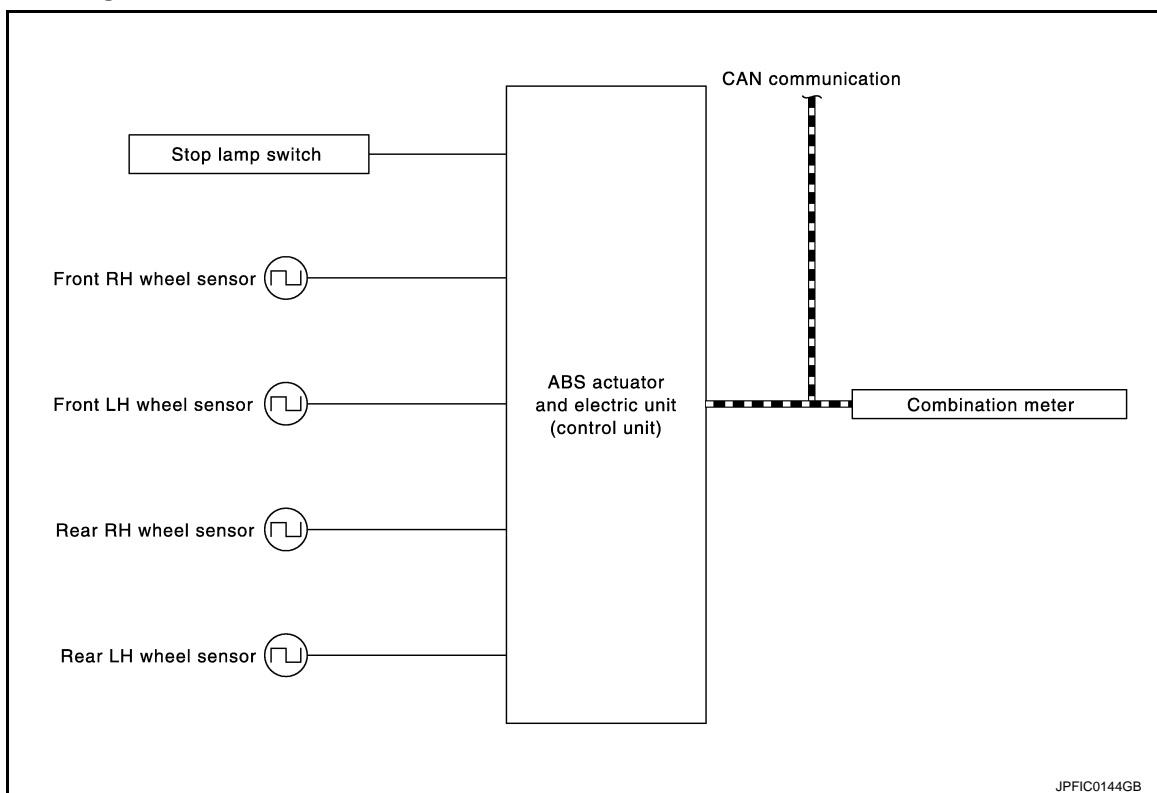 CAN communication
Stop lamp switch
Front RH wheel sensor
Front LH wheel sensor
ABS actuator
and electric unit
(control unit)
Combination meter
Rear RH wheel sensor
Rear LH wheel sensor
JPFIC0144GB